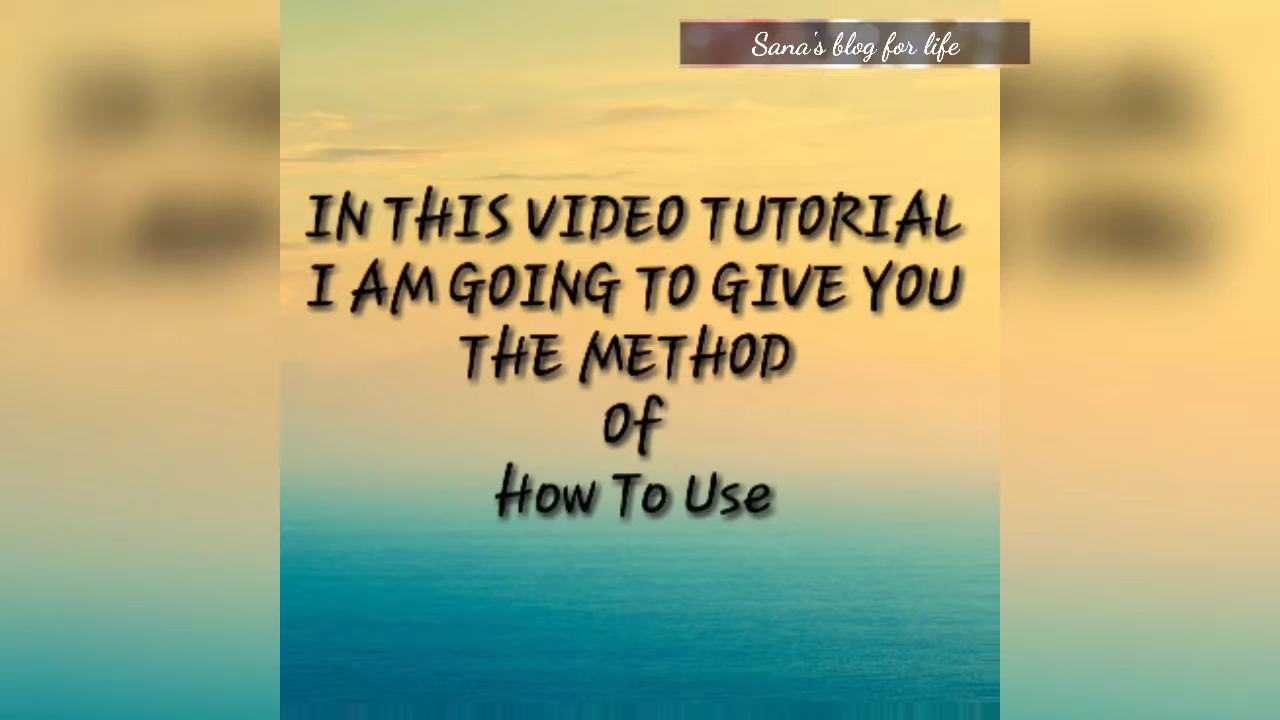 Sana's blog for life
IN THIS VIDEO TUTORIAL
I AM GOING TO GIVE YOU
THE METHOD
Of
How To Use